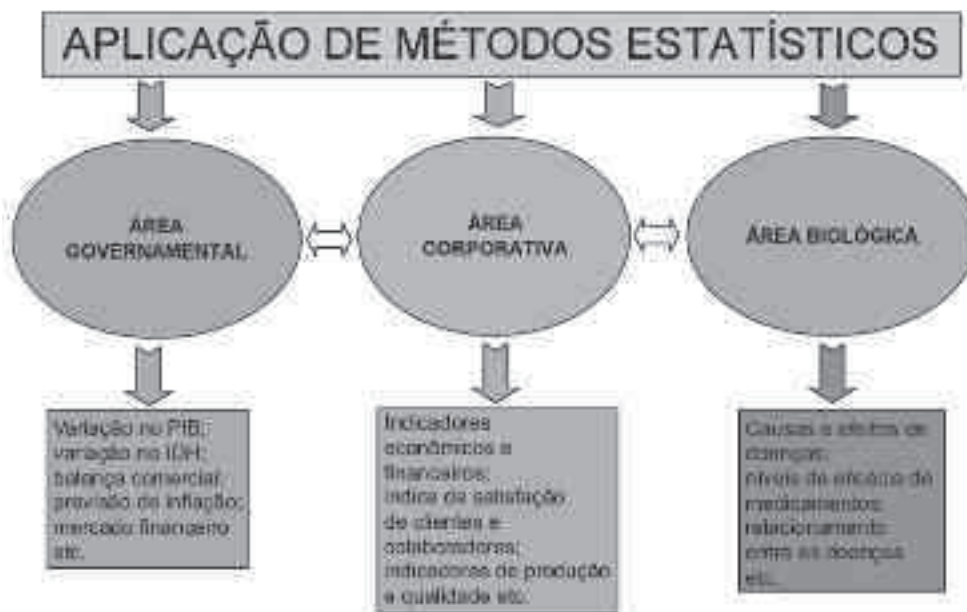 APLICAÇÃO DE MÉTODOS ESTATÍSTICOS
ÁREA
GOVERNAMENTAL
ÁREA
CORPORATIVA
ÁREA BIOLÓGICA
Variação no PIB;
variação no IDH;
balança comercial;
previsão de inflação;
mercado financeiro
etc.
Indicadores
econômicos e
financeiros;
índice de satisfação
de clientes e
colaboradores;
indicadores de produção
e qualidade etc.
Causas e efeitos de
doenças;
níveis de eficácia de
medicamentos;
relacionamento
entre as doenças
etc.